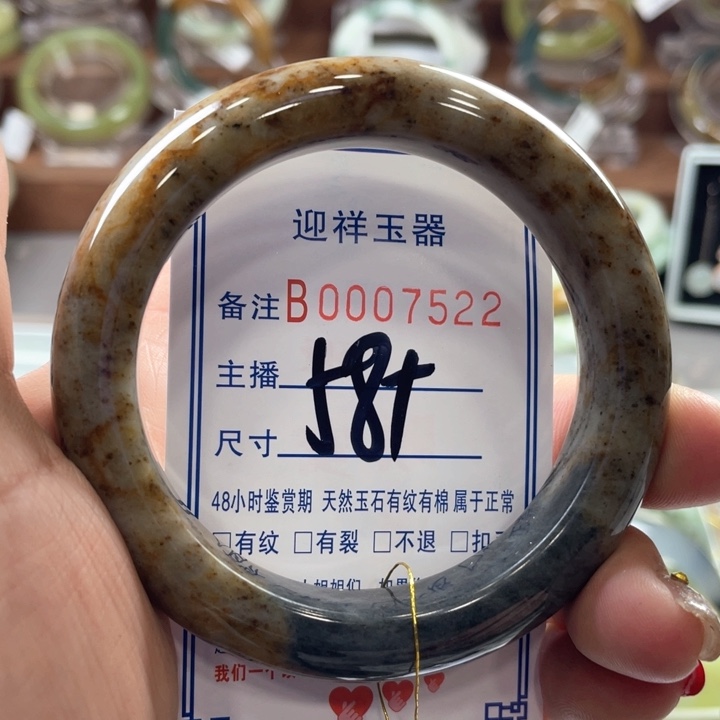 迎祥玉器
备注B0007522
主播
尺寸
58+
48小时鉴赏期 天然玉石有纹有棉 属于正常
□有纹 □有裂 □不退 □扣
我们一个